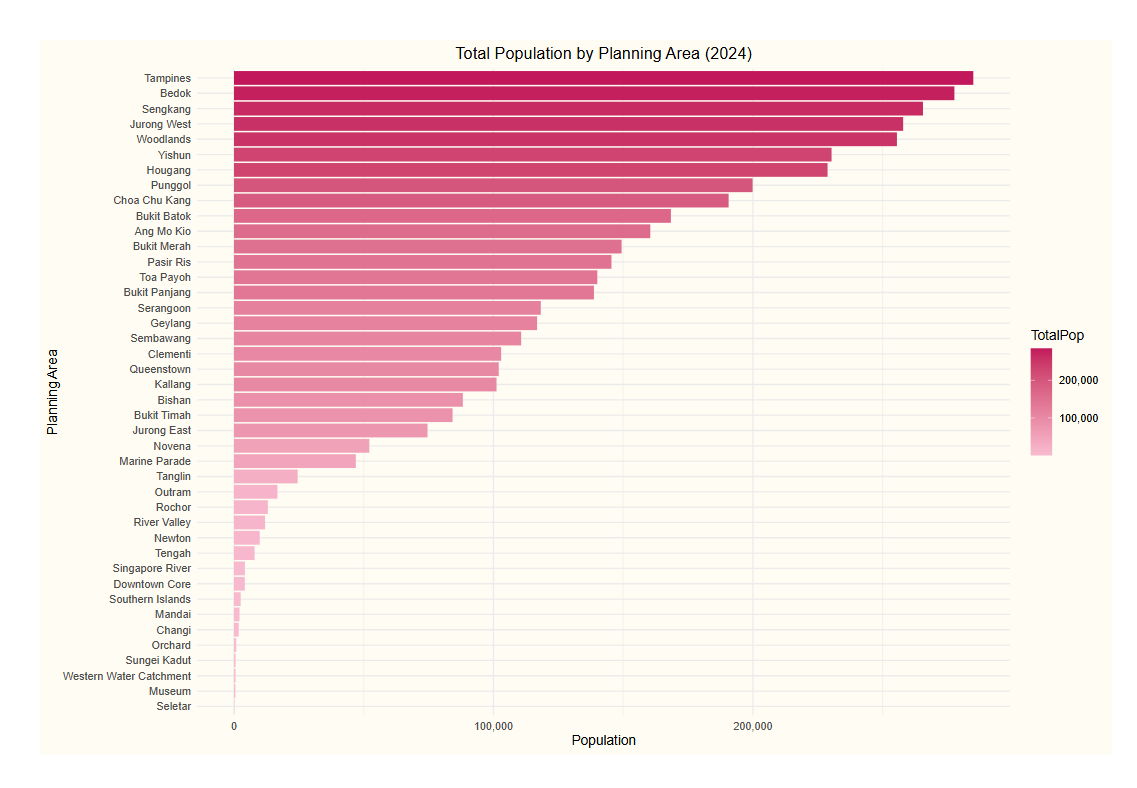 Total Population by Planning Area (2024)
Tampines
Bedok
Sengkang
Jurong West
Woodlands
Yishun
Hougang
Punggol
Choa Chu Kang
Bukit Batok
Ang Mo Kio
Bukit Merah
Pasir Ris
Toa Payoh
Bukit Panjang
Serangoon
Geylang
Sembawang
Clementi
Queenstown
Kallang
Bishan
Bukit Timah
Jurong East
Novena
Marine Parade
Tanglin
Outram
Rochor
River Valley
Newton
Tengah
Singapore River
Downtown Core
Southern Islands
Mandai
Changi
Orchard
Sungei Kadut
Western Water Catchment
Museum
Seletar
PlanningArea
0 100,000 200,000
Population
TotalPop
200,000
100,000